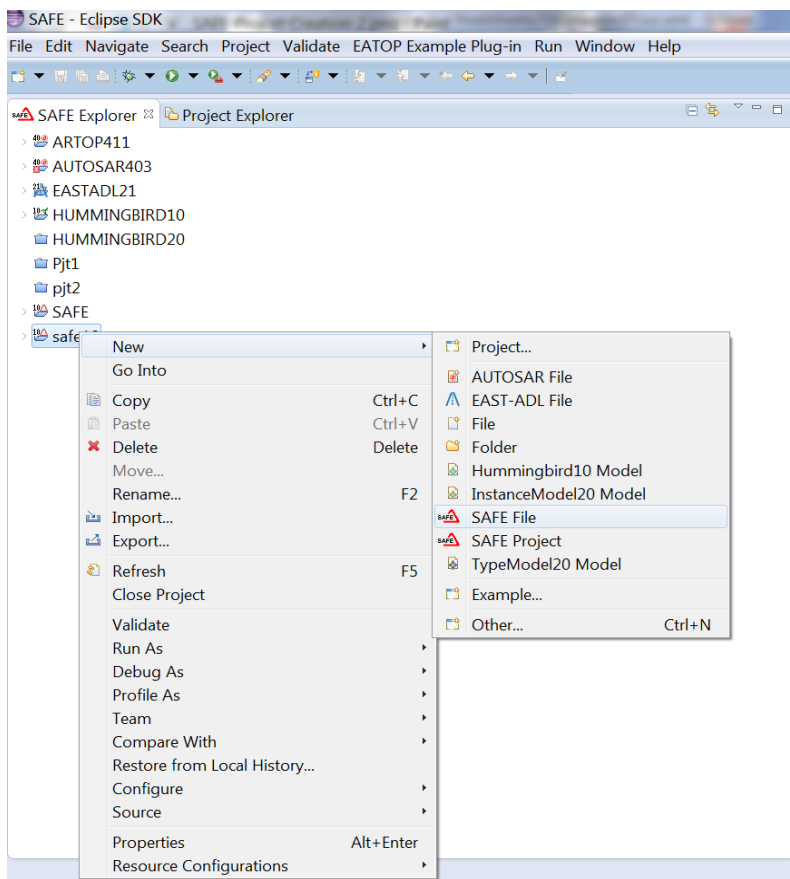 SAFE - Eclipse SDK
File Edit Navigate Search Project Validate EATOP Example Plug-in Run Window Help
SAFE SAFE Explorer Project Explorer
ARTOP411
AUTOSAR403
EASTADL21
HUMMINGBIRD10
HUMMINGBIRD20
Pjt1
pjt2
SAFE
New
Go Into
Copy Ctrl+C
Paste Ctrl+V
Delete Delete
Move...
Rename... F2
Import...
Export...
Refresh F5
Close Project
Validate
Run As
Debug As
Profile As
Team
Compare With
Restore from Local History...
Configure
Source
Properties Alt+Enter
Resource Configurations
Project...
AUTOSAR File
EAST-ADL File
File
Folder
Hummingbird10 Model
InstanceModel20 Model
SAFE SAFE File
SAFE SAFE Project
TypeModel20 Model
Example...
Other... Ctrl+N